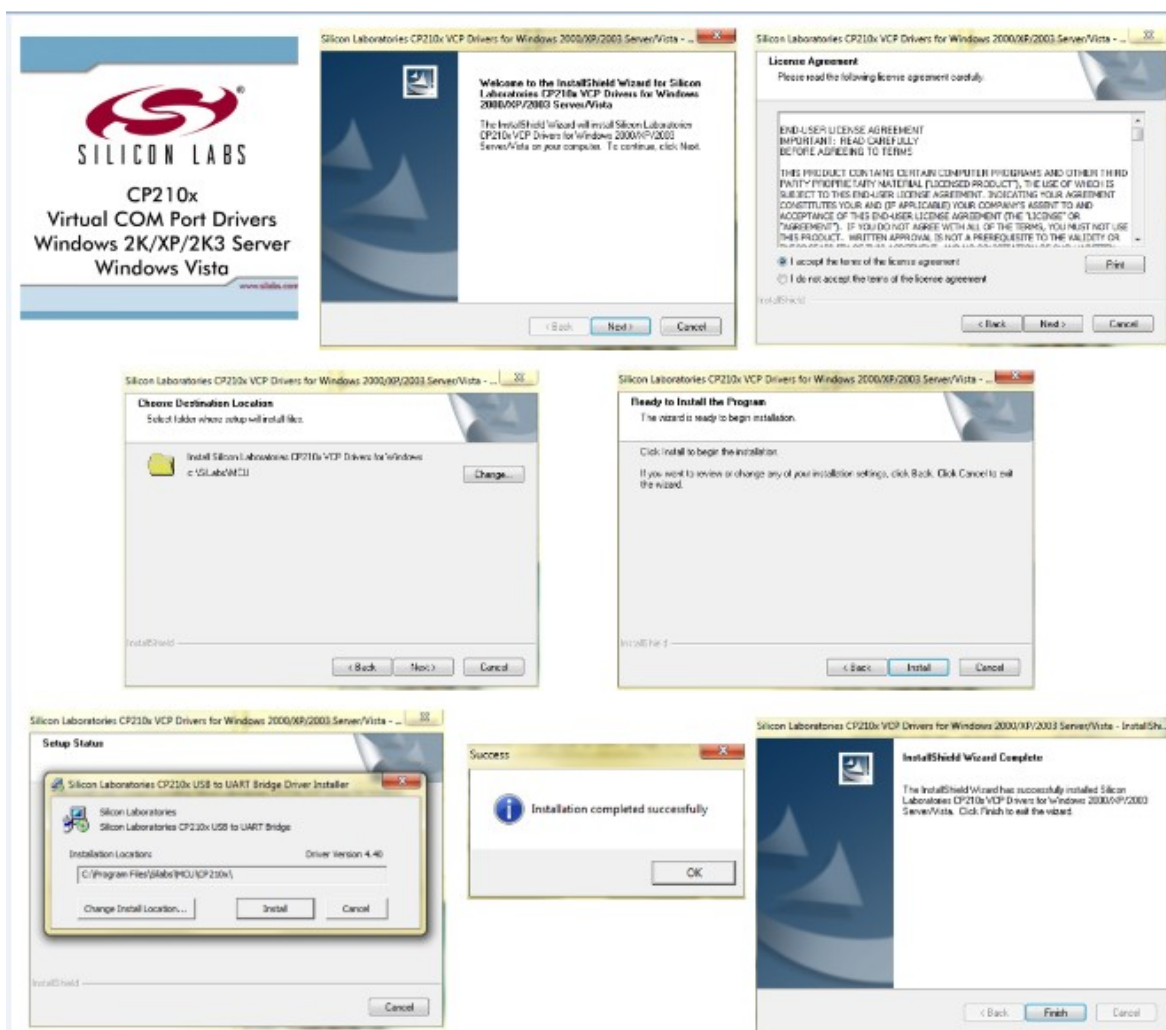 SILICON LABS
CP210x
Virtual COM Port Drivers
Windows 2K/XP/2K3 Server
Windows Vista
www.silabs.com
Silicon Laboratories CP210x VCP Drivers for Windows 2000/XP/2003 Server/Vista - ...
Welcome to the InstallShield Wizard for Silicon
Laboratories CP210x VCP Drivers for Windows
2000/XP/2003 Server/Vista
The InstallShield Wizard will install Silicon Laboratories
CP210x VCP Drivers for Windows 2000/XP/2003
Server/Vista on your computer. To continue, click Next.
< Back
Next >
Cancel
Silicon Laboratories CP210x VCP Drivers for Windows 2000/XP/2003 Server/Vista - ...
License Agreement
Please read the following license agreement carefully.
END-USER LICENSE AGREEMENT
IMPORTANT: READ CAREFULLY
BEFORE AGREEING TO TERMS
THIS PRODUCT CONTAINS CERTAIN COMPUTER PROGRAMS AND OTHER THIRD
PARTY PROPRIETARY MATERIAL ("LICENSED PRODUCT"), THE USE OF WHICH IS
SUBJECT TO THIS END-USER LICENSE AGREEMENT. INDICATING YOUR AGREEMENT
CONSTITUTES YOUR AND (IF APPLICABLE) YOUR COMPANY'S ASSENT TO AND
ACCEPTANCE OF THIS END-USER LICENSE AGREEMENT (THE "LICENSE" OR
"AGREEMENT"). IF YOU DO NOT AGREE WITH ALL OF THE TERMS, YOU MUST NOT USE
THIS PRODUCT. WRITTEN APPROVAL IS NOT A PREREQUISITE TO THE VALIDITY OR
I accept the terms of the license agreement
Print
I do not accept the terms of the license agreement
InstallShield
< Back
Next >
Cancel
Silicon Laboratories CP210x VCP Drivers for Windows 2000/XP/2003 Server/Vista - ...
Choose Destination Location
Select folder where setup will install files.
Install Silicon Laboratories CP210x VCP Drivers for Windows
c:\SiLabs\MCU
Change...
InstallShield
< Back
Next >
Cancel
Silicon Laboratories CP210x VCP Drivers for Windows 2000/XP/2003 Server/Vista - ...
Ready to Install the Program
The wizard is ready to begin installation.
Click Install to begin the installation.
If you want to review or change any of your installation settings, click Back. Click Cancel to exit
the wizard.
InstallShield
< Back
Install
Cancel
Silicon Laboratories CP210x VCP Drivers for Windows 2000/XP/2003 Server/Vista - ...
Setup Status
Silicon Laboratories CP210x USB to UART Bridge Driver Installer
Silicon Laboratories
Silicon Laboratories CP210x USB to UART Bridge
Installation Location:
Driver Version 4.40
C:\Program Files\Silabs\MCU\CP210x\
Change Install Location...
Install
Cancel
InstallShield
Cancel
Success
Installation completed successfully
OK
Silicon Laboratories CP210x VCP Drivers for Windows 2000/XP/2003 Server/Vista - InstallShi...
InstallShield Wizard Complete
The InstallShield Wizard has successfully installed Silicon
Laboratories CP210x VCP Drivers for Windows 2000/XP/2003
Server/Vista. Click Finish to exit the wizard.
< Back
Finish
Cancel